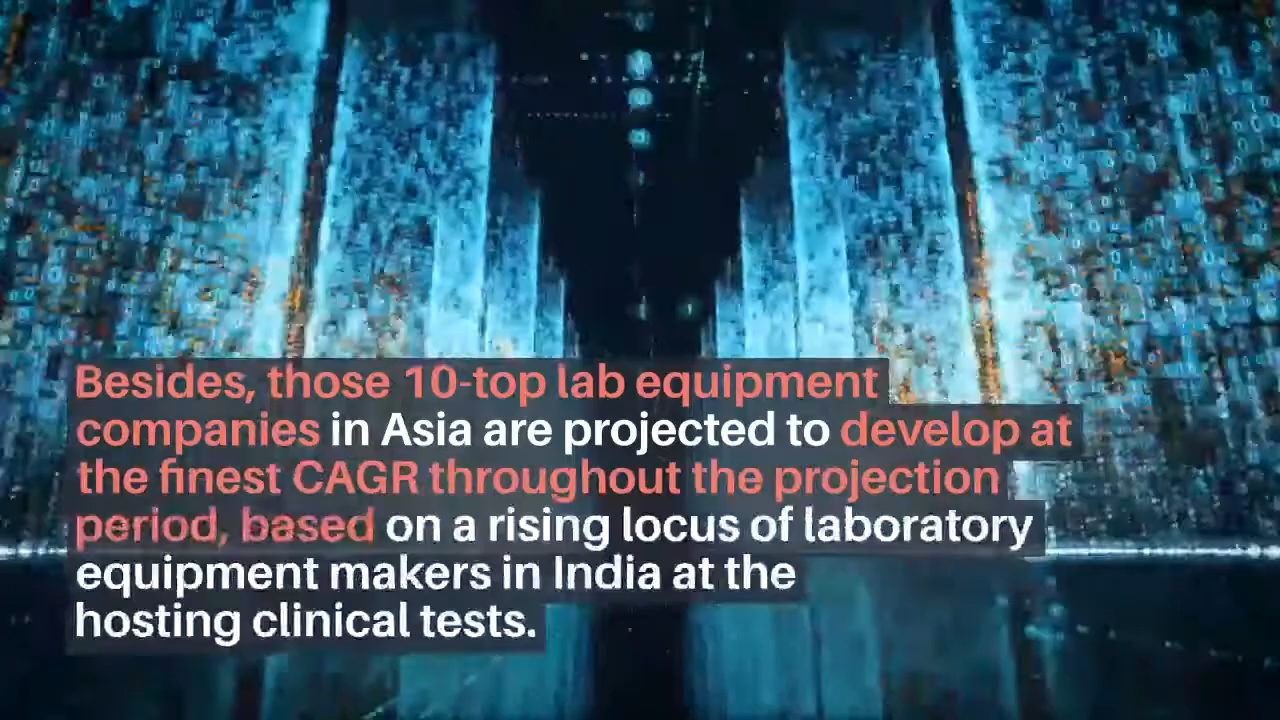 Besides, those 10-top lab equipment
companies in Asia are projected to develop at
the finest CAGR throughout the projection
period, based on a rising locus of laboratory
equipment makers in India at the
hosting clinical tests.